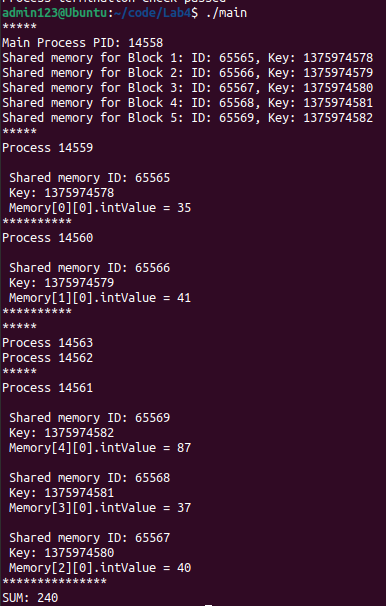 Process termination check passed
admin123@Ubuntu:~/code/Lab4$ ./main
*****
Main Process PID: 14558
Shared memory for Block 1: ID: 65565, Key: 1375974578
Shared memory for Block 2: ID: 65566, Key: 1375974579
Shared memory for Block 3: ID: 65567, Key: 1375974580
Shared memory for Block 4: ID: 65568, Key: 1375974581
Shared memory for Block 5: ID: 65569, Key: 1375974582
*****
Process 14559
Shared memory ID: 65565
Key: 1375974578
Memory[0][0].intValue = 35
**********
Process 14560
Shared memory ID: 65566
Key: 1375974579
Memory[1][0].intValue = 41
**********
*****
Process 14563
Process 14562
*****
Process 14561
Shared memory ID: 65569
Key: 1375974582
Memory[4][0].intValue = 87
Shared memory ID: 65568
Key: 1375974581
Memory[3][0].intValue = 37
Shared memory ID: 65567
Key: 1375974580
Memory[2][0].intValue = 40
***************
SUM: 240